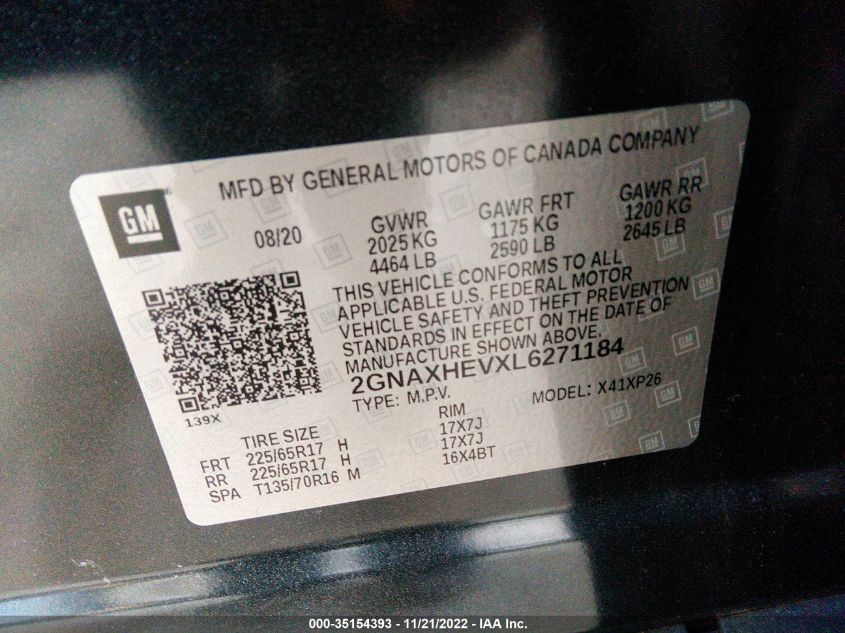 MFD BY GENERAL MOTORS OF CANADA COMPANY
GM
08/20
GVWR GAWR FRT GAWR RR
2025 KG 1175 KG 1200 KG
4464 LB 2590 LB 2645 LB
THIS VEHICLE CONFORMS TO ALL
APPLICABLE U.S. FEDERAL MOTOR
VEHICLE SAFETY AND THEFT PREVENTION
STANDARDS IN EFFECT ON THE DATE OF
MANUFACTURE SHOWN ABOVE.
2GNAXHEVXL6271184
TYPE: M.P.V. MODEL: X41XP26
139X
TIRE SIZE RIM
FRT 225/65R17 H 17X7J
RR 225/65R17 H 17X7J
SPA T135/70R16 M 16X4BT
000-35154393 - 11/21/2022 - IAA Inc.